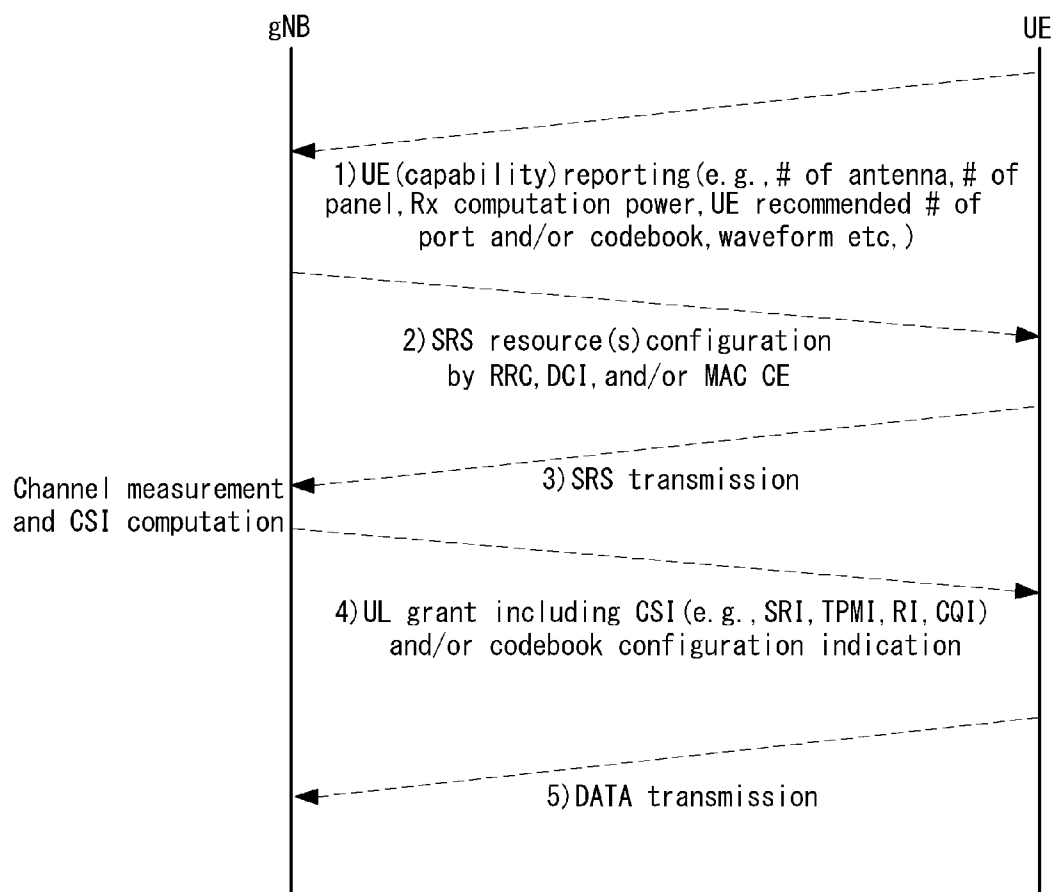 gNB
UE
1)UE(capability)reporting(e.g.,# of antenna,# of
panel,Rx computation power,UE recommended # of
port and/or codebook,waveform etc,)
2)SRS resource(s)configuration
by RRC,DCI,and/or MAC CE
3)SRS transmission
Channel measurement
and CSI computation
4)UL grant including CSI(e.g.,SRI,TPMI,RI,CQI)
and/or codebook configuration indication
5)DATA transmission